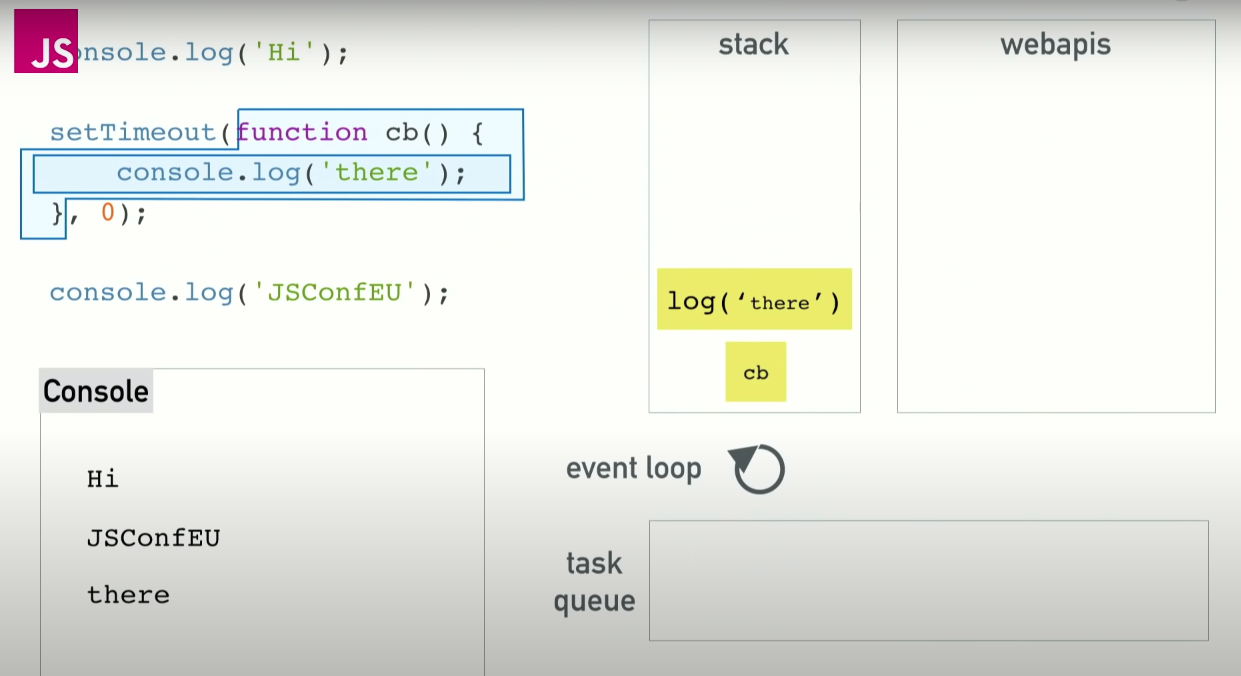 JS
onsole.log('Hi');
setTimeout(function cb() {
console.log('there');
}, 0);
console.log('JSConfEU');
Console
Hi
JSConfEU
there
stack
log(‘there’)
cb
webapis
event loop
task
queue